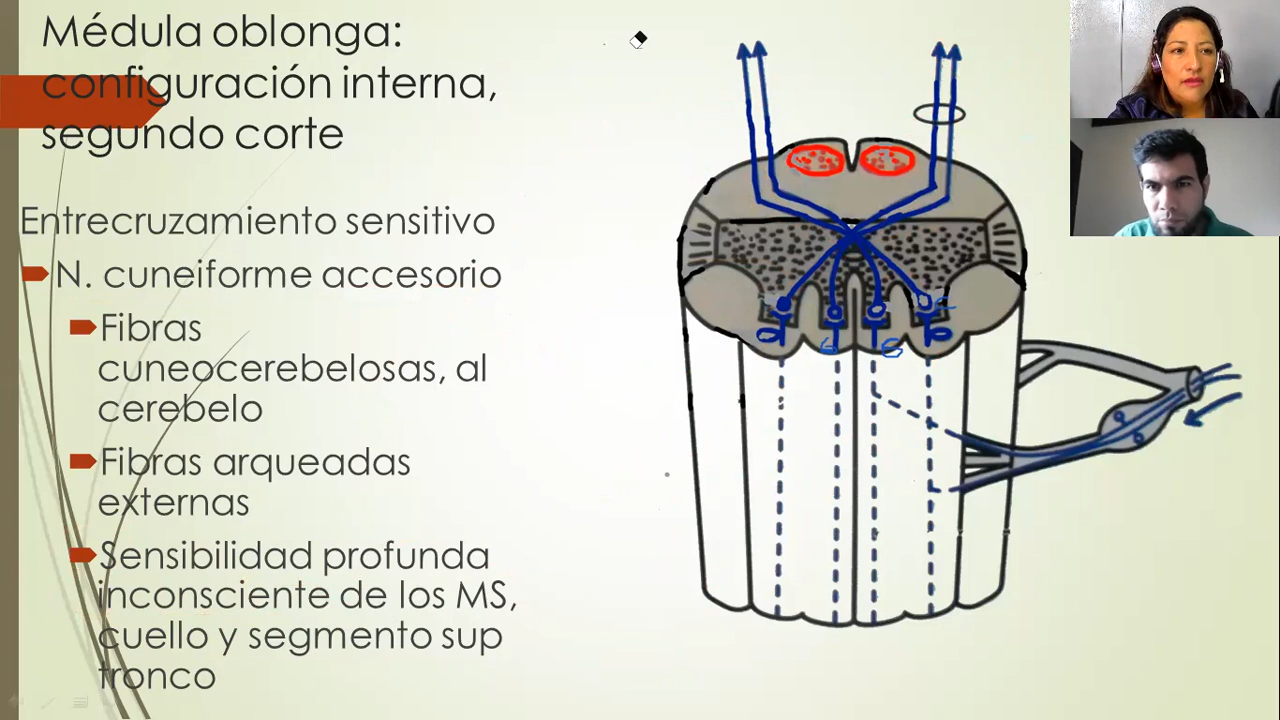 Médula oblonga:
configuración interna,
segundo corte
Entrecruzamiento sensitivo
N. cuneiforme accesorio
Fibras
cuneocerebelosas, al
cerebelo
Fibras arqueadas
externas
Sensibilidad profunda
inconsciente de los MS,
cuello y segmento sup
tronco